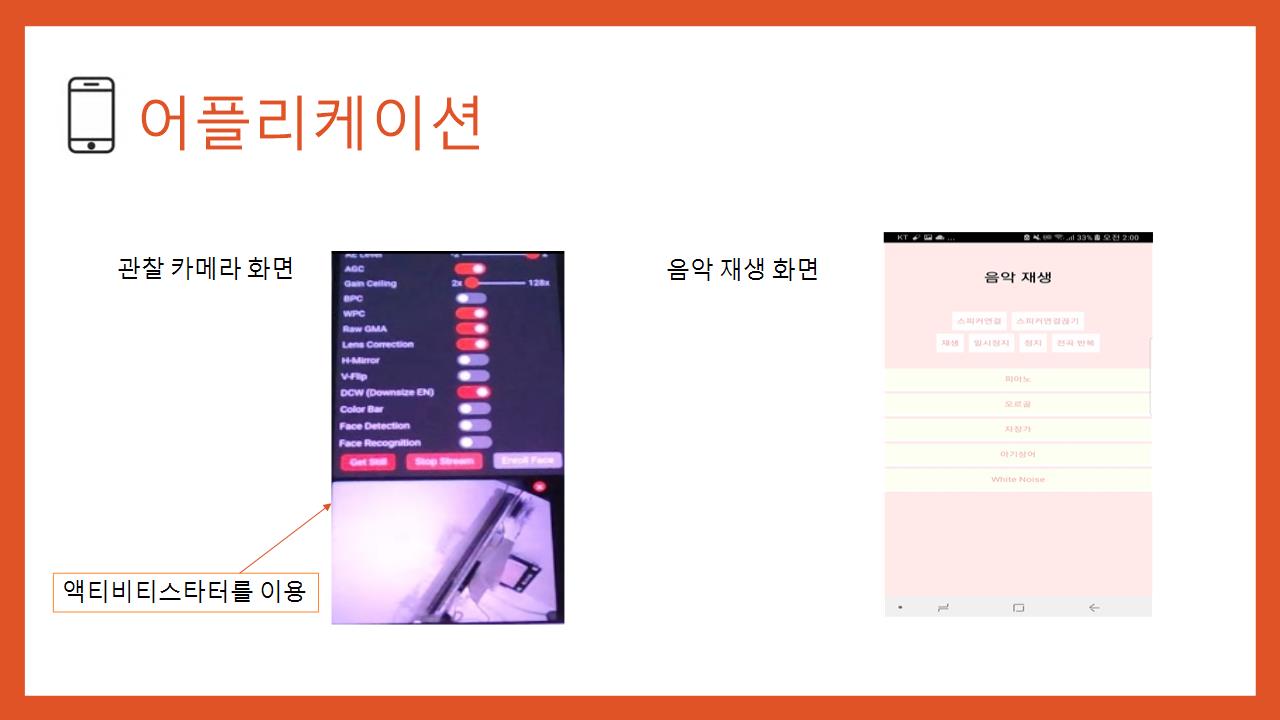 어플리케이션
관찰 카메라 화면
AE Level -2 2
AGC
Gain Ceiling 2x 128x
BPC
WPC
Raw GMA
Lens Correction
H-Mirror
V-Flip
DCW (Downsize EN)
Color Bar
Face Detection
Face Recognition
Get Still Stop Stream Enroll Face
액티비티스타터를 이용
음악 재생 화면
KT ... 33% 오전 2:00
음악 재생
스피커연결 스피커연결끊기
재생 일시정지 정지 전곡 반복
피아노
오르골
자장가
아기상어
White Noise